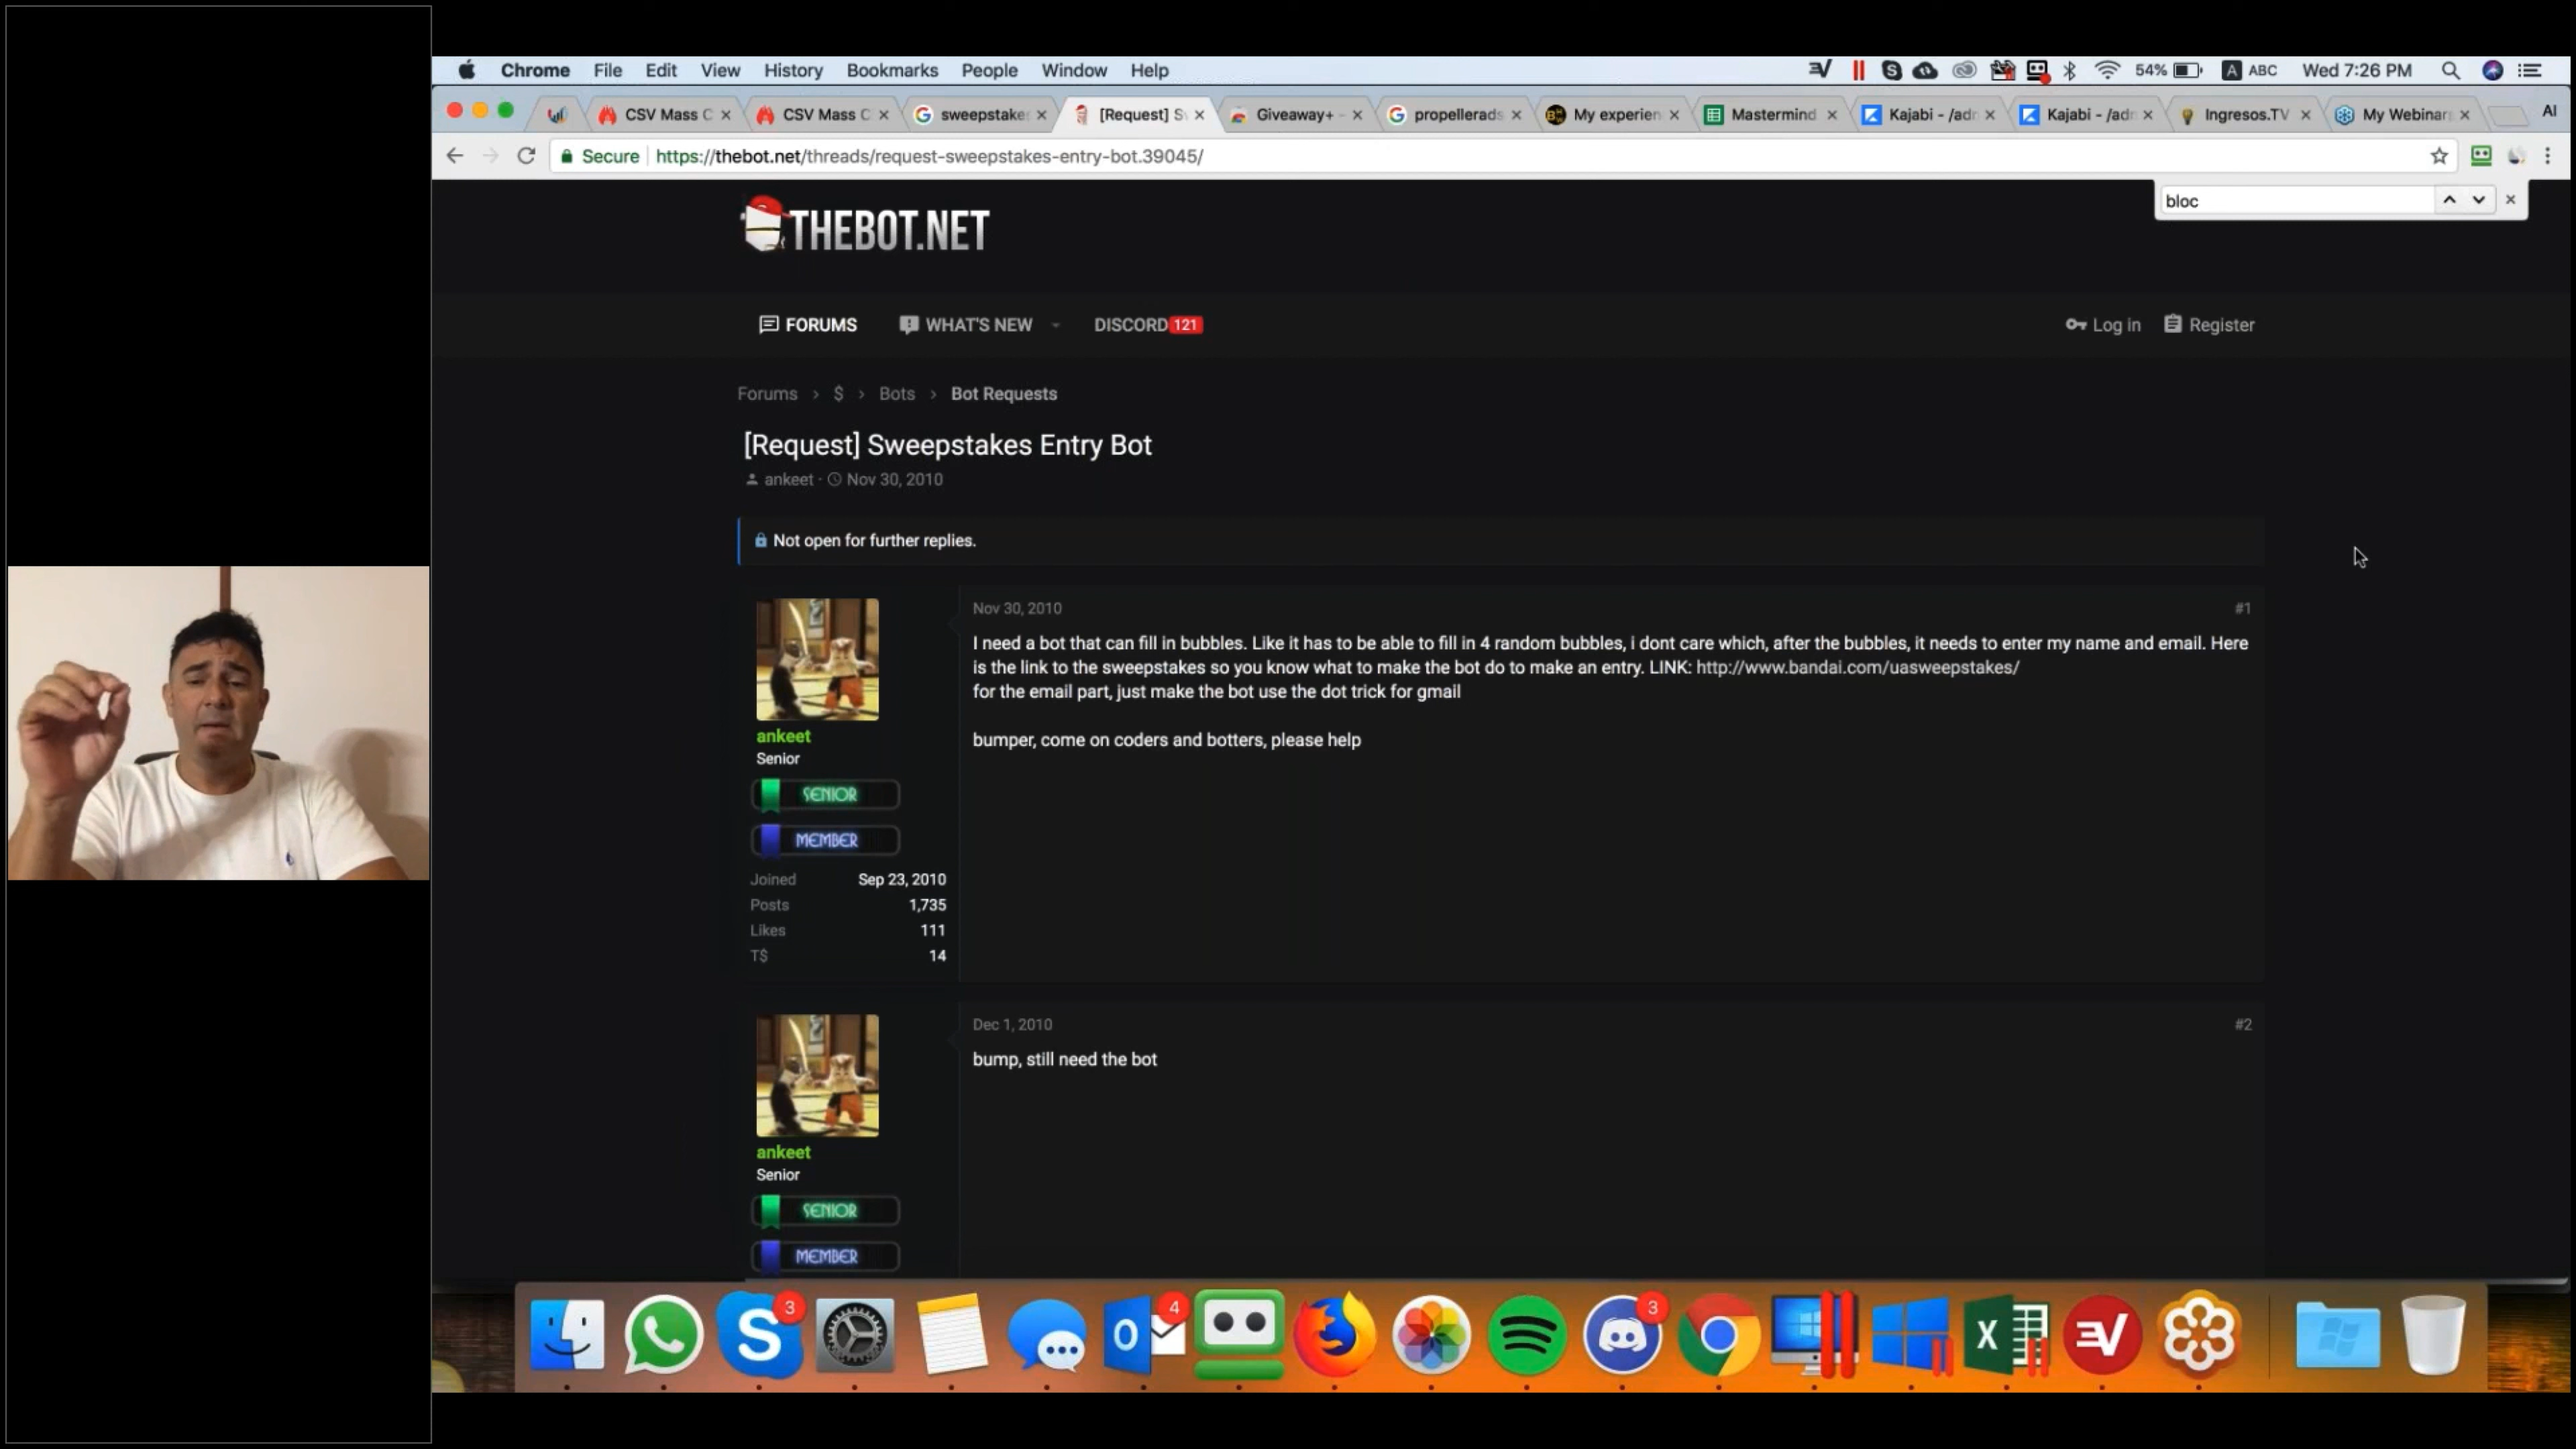 Chrome File Edit View History Bookmarks People Window Help 54% A ABC Wed 7:26 PM
CSV Mass C CSV Mass C sweepstake [Request] S Giveaway+ - propellerads My experien Mastermind Kajabi - /ad Kajabi - /ad Ingresos.TV My Webinar Al
Secure https://thebot.net/threads/request-sweepstakes-entry-bot.39045/
bloc
THEBOT.NET
FORUMS WHAT'S NEW DISCORD 121 Log in Register
Forums > $ > Bots > Bot Requests
[Request] Sweepstakes Entry Bot
ankeet · Nov 30, 2010
Not open for further replies.
Nov 30, 2010 #1
I need a bot that can fill in bubbles. Like it has to be able to fill in 4 random bubbles, i dont care which, after the bubbles, it needs to enter my name and email. Here
is the link to the sweepstakes so you know what to make the bot do to make an entry. LINK: http://www.bandai.com/uasweepstakes/
for the email part, just make the bot use the dot trick for gmail
bumper, come on coders and botters, please help
ankeet
Senior
SENIOR
MEMBER
Joined Sep 23, 2010
Posts 1,735
Likes 111
T$ 14
Dec 1, 2010 #2
bump, still need the bot
ankeet
Senior
SENIOR
MEMBER
3 4 3